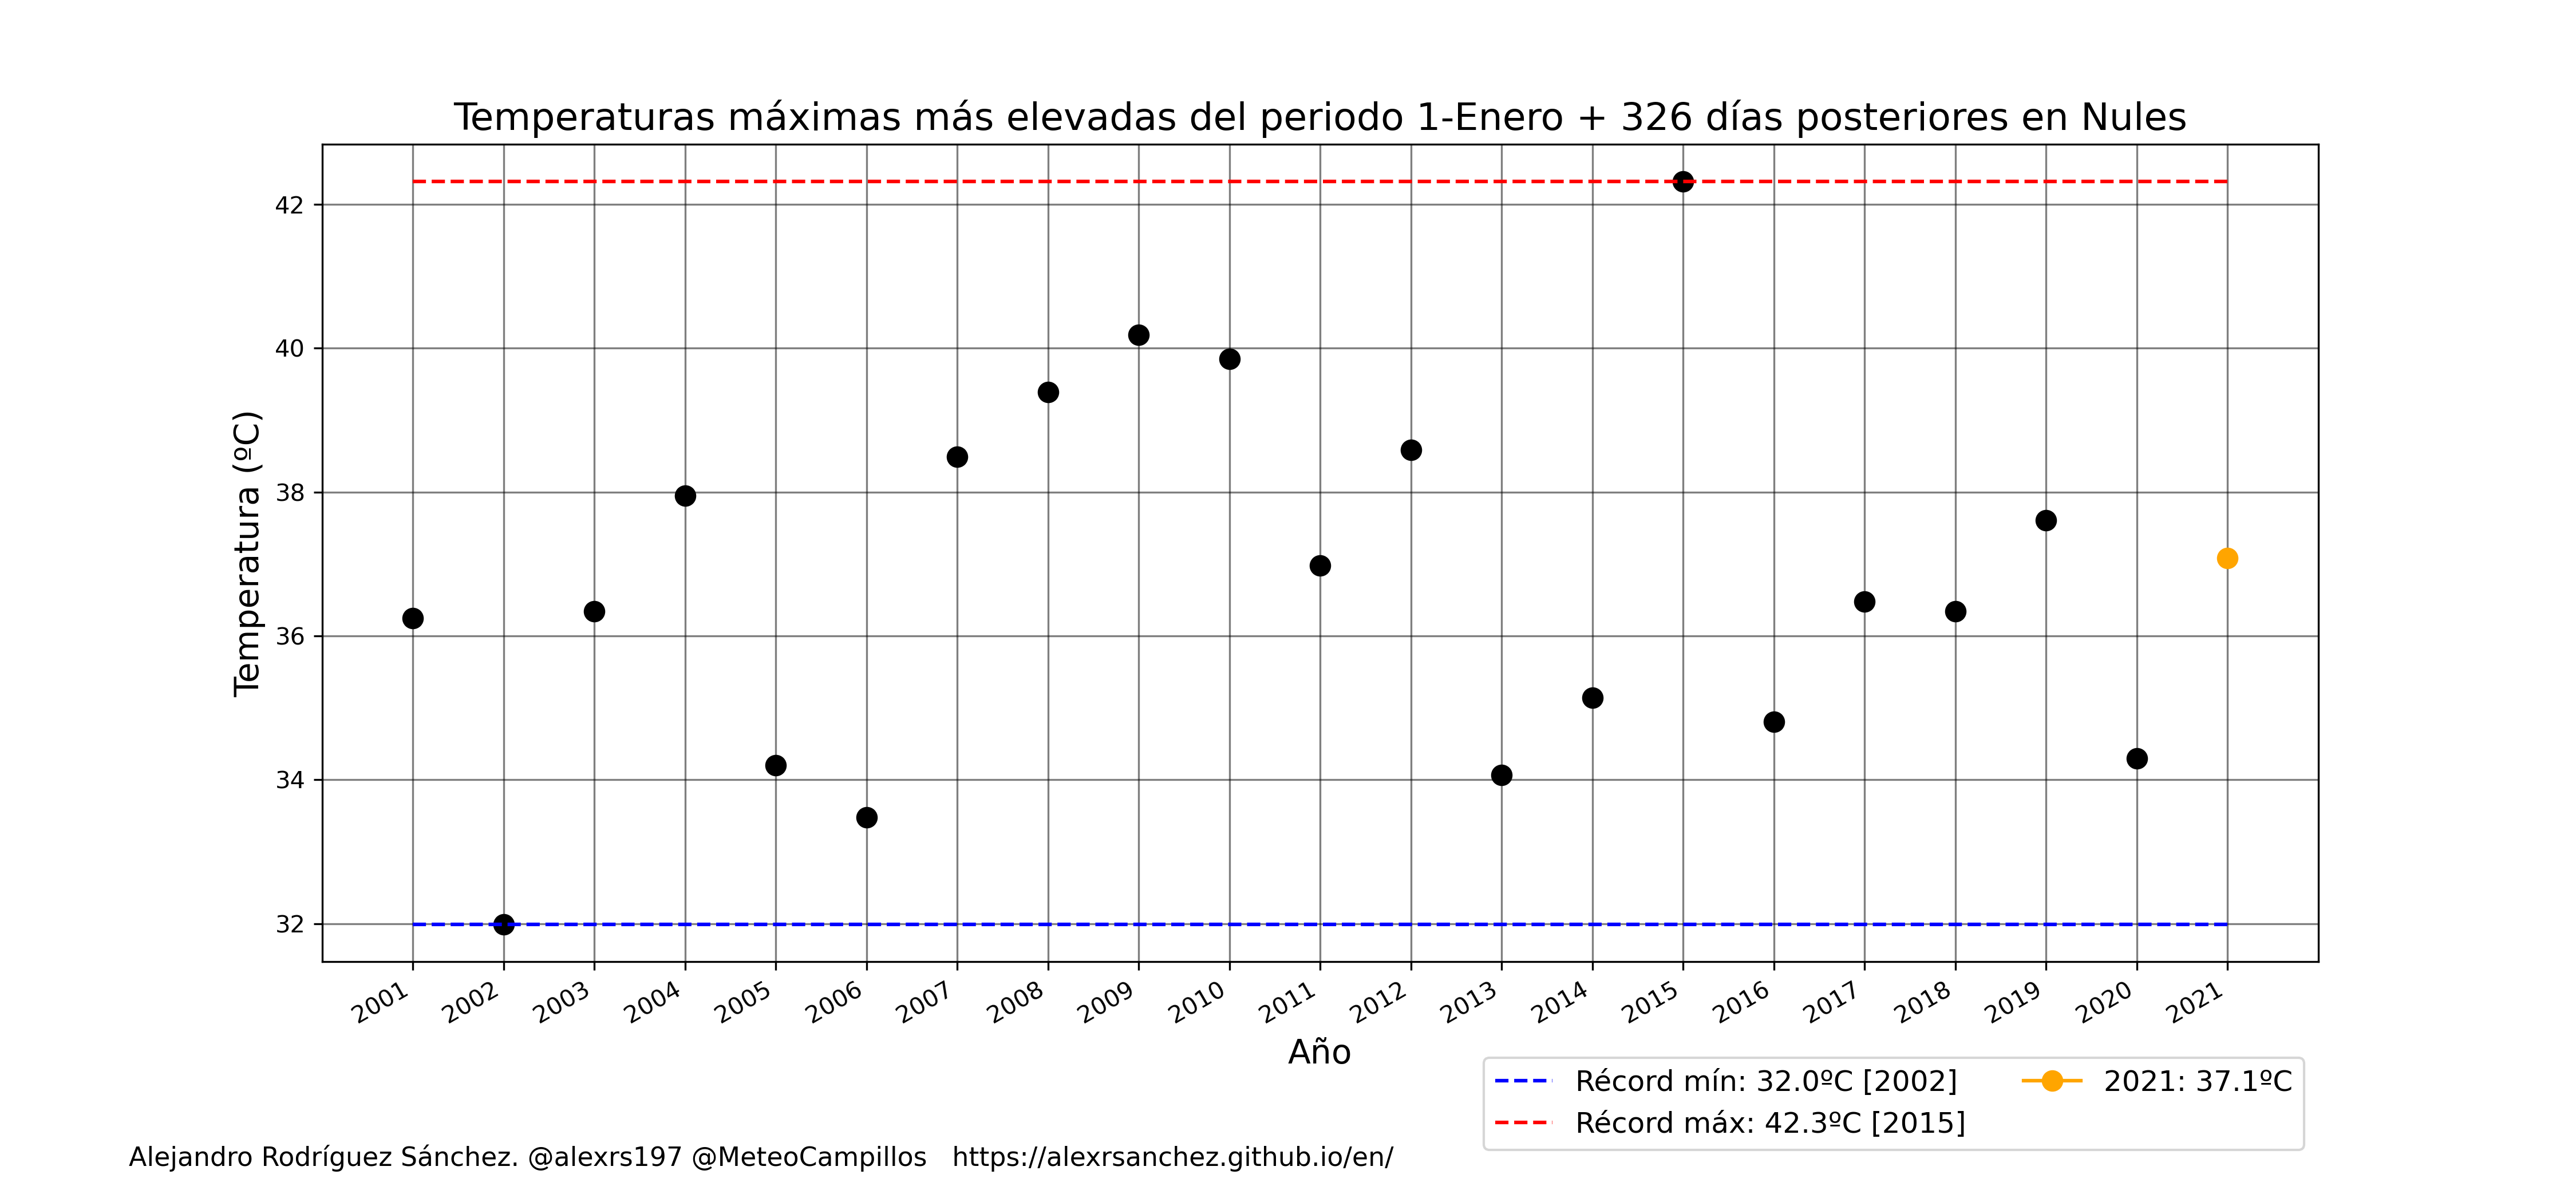 Temperaturas máximas más elevadas del periodo 1-Enero + 326 días posteriores en Nules
Temperatura (ºC)
42
40
38
36
34
32
2001 2002 2003 2004 2005 2006 2007 2008 2009 2010 2011 2012 2013 2014 2015 2016 2017 2018 2019 2020 2021
Año
Récord mín: 32.0ºC [2002]
Récord máx: 42.3ºC [2015]
2021: 37.1ºC
Alejandro Rodríguez Sánchez. @alexrs197 @MeteoCampillos https://alexrsanchez.github.io/en/